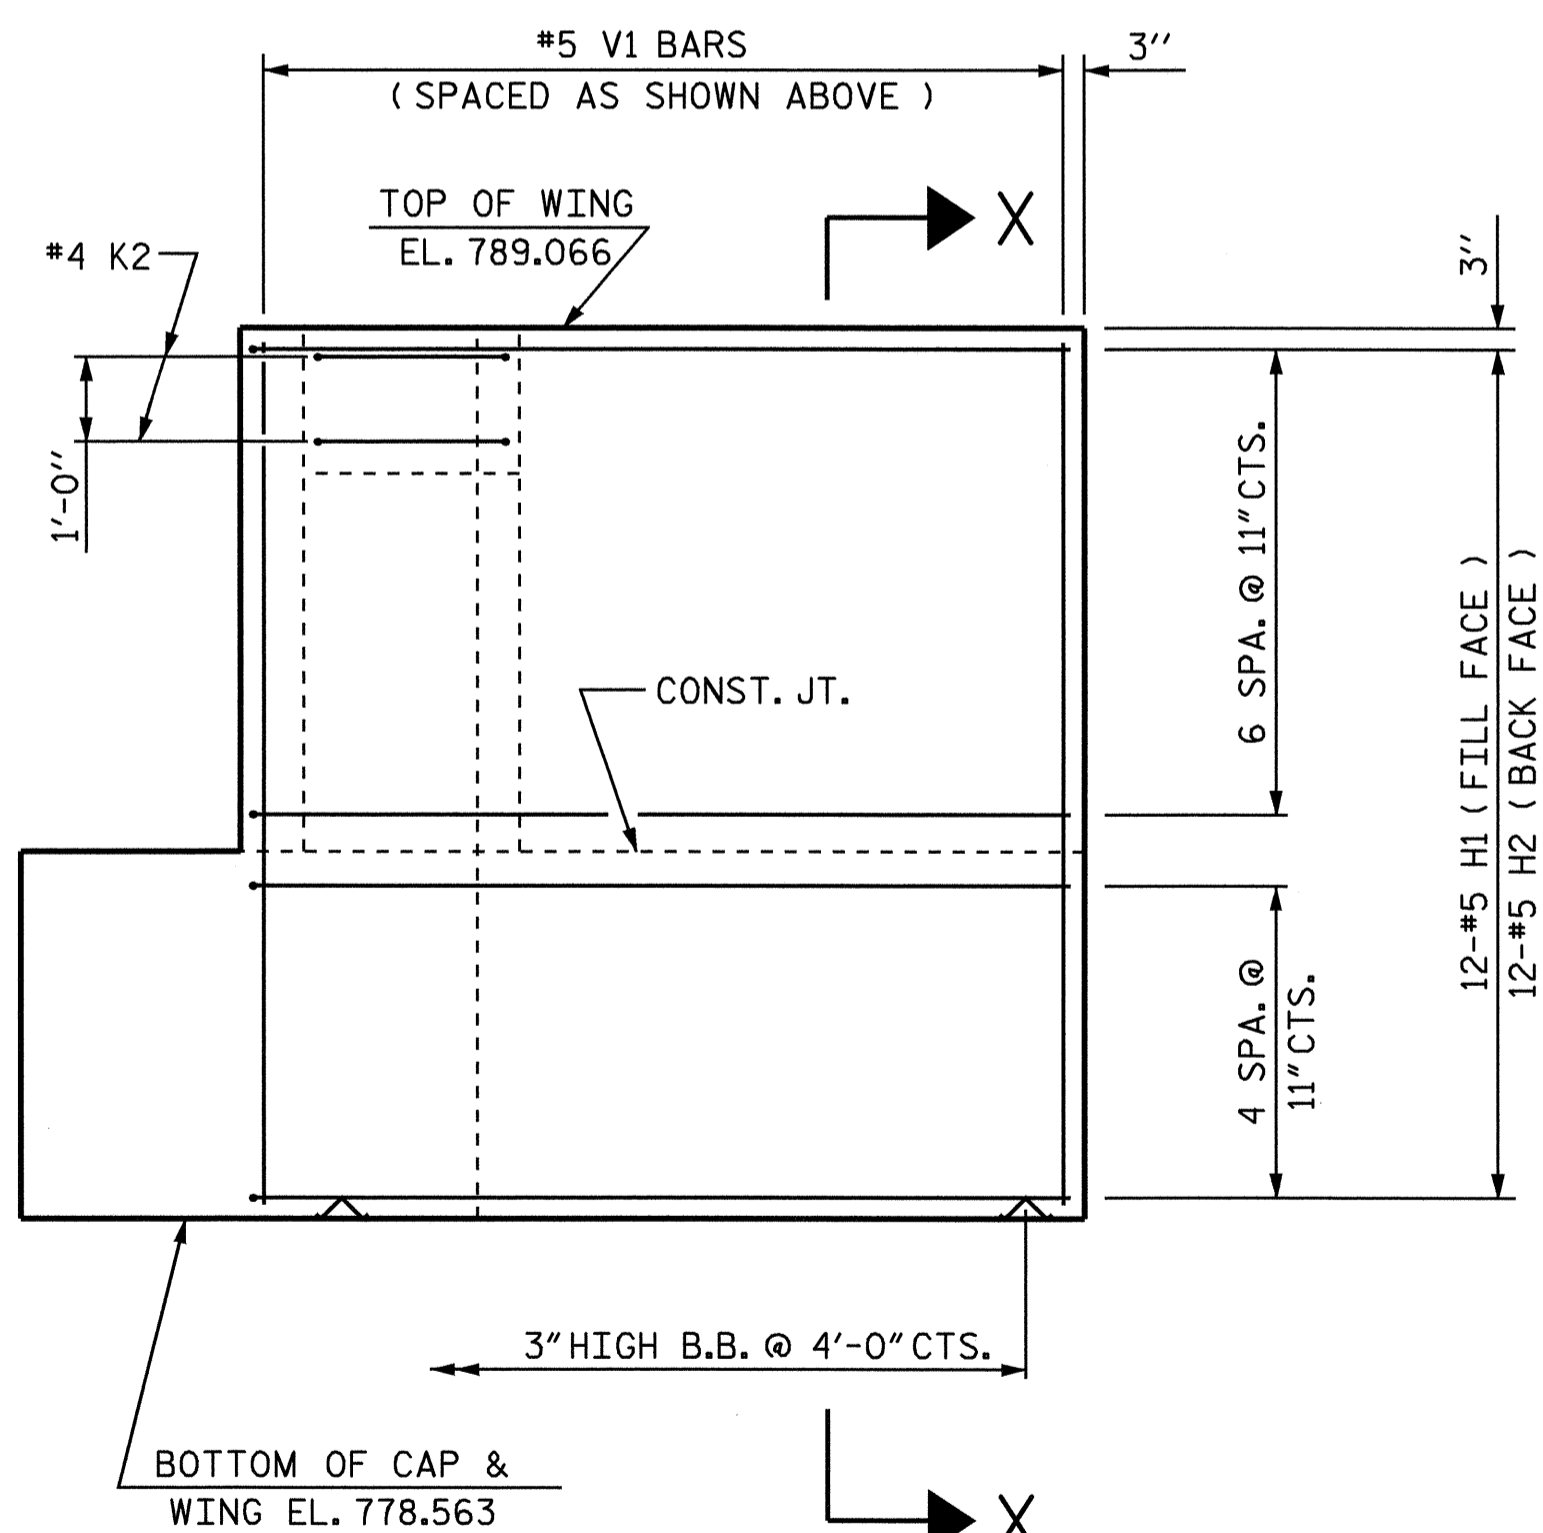 #5 V1 BARS
( SPACED AS SHOWN ABOVE )
3"
TOP OF WING
EL. 789.066
X
#4 K2
3"
1'-0"
6 SPA. @ 11" CTS.
12-#5 H1 ( FILL FACE )
12-#5 H2 ( BACK FACE )
CONST. JT.
4 SPA. @
11" CTS.
3" HIGH B.B. @ 4'-0" CTS.
BOTTOM OF CAP &
WING EL. 778.563
X